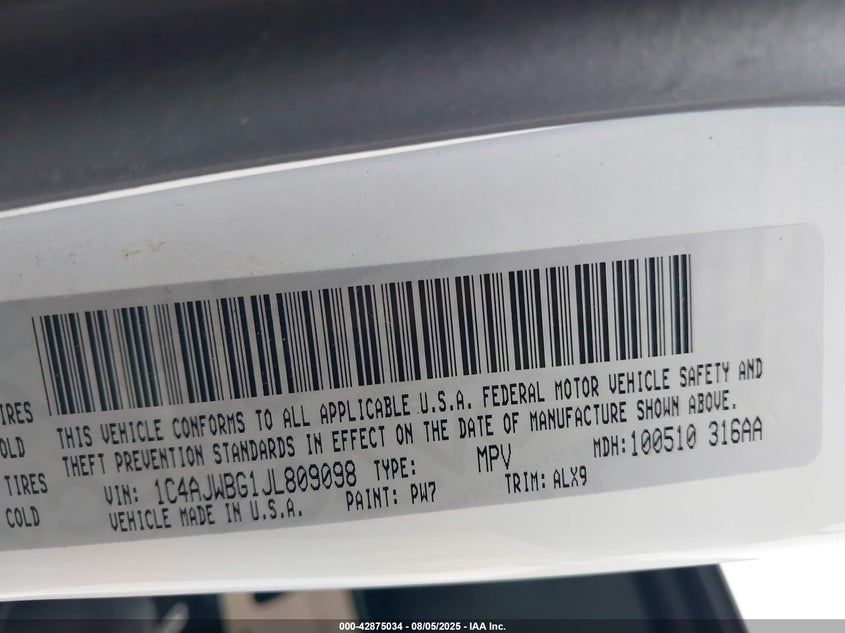 THIS VEHICLE CONFORMS TO ALL APPLICABLE U.S.A. FEDERAL MOTOR VEHICLE SAFETY AND
THEFT PREVENTION STANDARDS IN EFFECT ON THE DATE OF MANUFACTURE SHOWN ABOVE.
VIN: 1C4AJWBG1JL809098 TYPE: MPV MDH:100510 316AA
VEHICLE MADE IN U.S.A. PAINT: PW7 TRIM:ALX9
IRES
OLD
TIRES
COLD
000-42875034 - 08/05/2025 - IAA Inc.